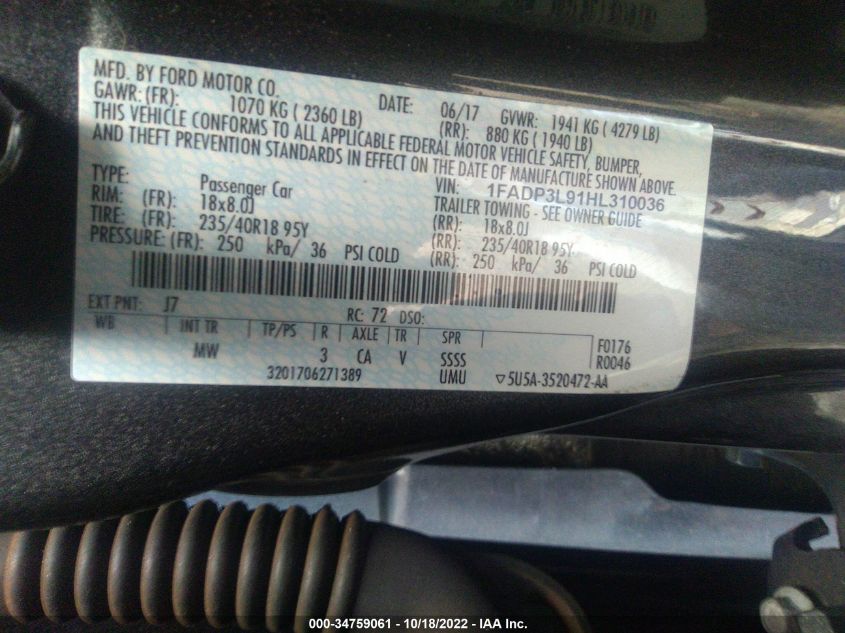 MFD. BY FORD MOTOR CO. DATE: 06/17 GVWR: 1941 KG ( 4279 LB)
GAWR: (FR): 1070 KG ( 2360 LB) (RR): 880 KG ( 1940 LB)
THIS VEHICLE CONFORMS TO ALL APPLICABLE FEDERAL MOTOR VEHICLE SAFETY, BUMPER,
AND THEFT PREVENTION STANDARDS IN EFFECT ON THE DATE OF MANUFACTURE SHOWN ABOVE.
VIN: 1FADP3L91HL310036
TYPE: Passenger Car TRAILER TOWING - SEE OWNER GUIDE
RIM: (FR): 18x8.0J (RR): 18x8.0J
TIRE: (FR): 235/40R18 95Y (RR): 235/40R18 95Y
PRESSURE: (FR): 250 kPa/ 36 PSI COLD (RR): 250 kPa/ 36 PSI COLD
EXT PNT: J7 RC: 72 DSO:
WB INT TR TP/PS R AXLE TR SPR F0176
MW 3 CA V SSSS R0046
3201706271389 UMU ▽5U5A-3520472-AA
000-34759061 - 10/18/2022 - IAA Inc.